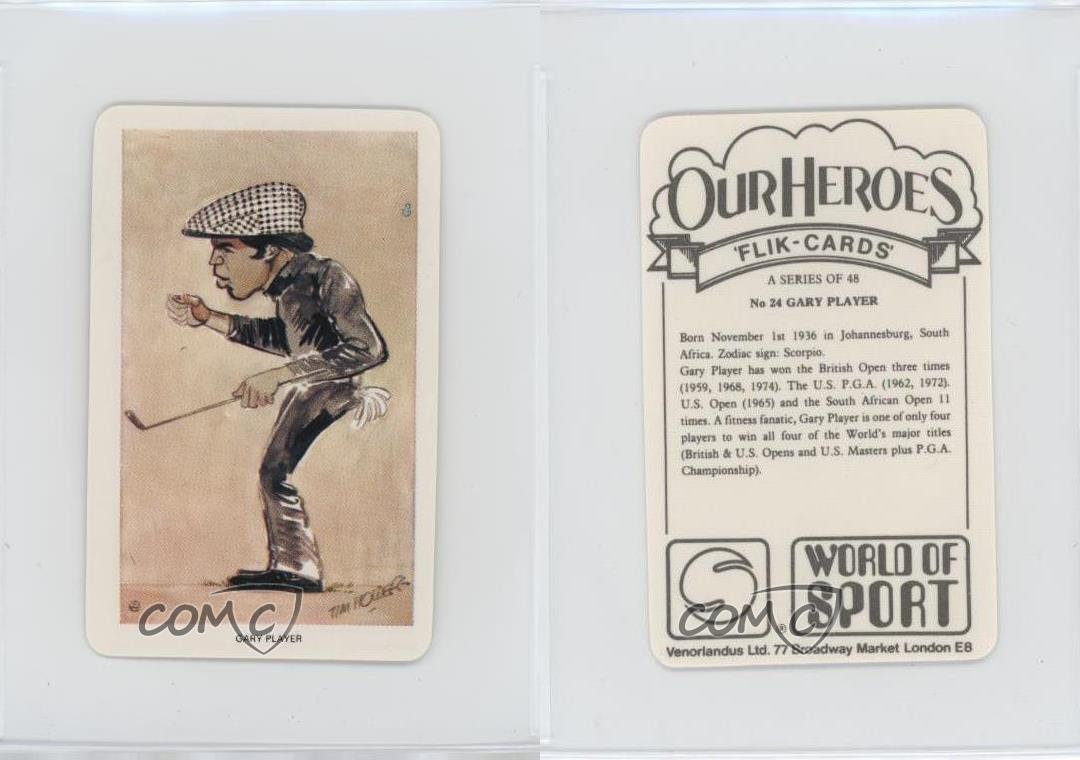 TIM HOLDER
COMC
GARY PLAYER
OUR HEROES
'FLIK-CARDS'
A SERIES OF 48
No 24 GARY PLAYER
Born November 1st 1936 in Johannesburg, South
Africa. Zodiac sign: Scorpio.
Gary Player has won the British Open three times
(1959, 1968, 1974). The U.S. P.G.A. (1962, 1972).
U.S. Open (1965) and the South African Open 11
times. A fitness fanatic, Gary Player is one of only four
players to win all four of the World's major titles
(British & U.S. Opens and U.S. Masters plus P.G.A.
Championship).
WORLD OF
SPORT
COMC®
Venorlandus Ltd. 77 Broadway Market London E8